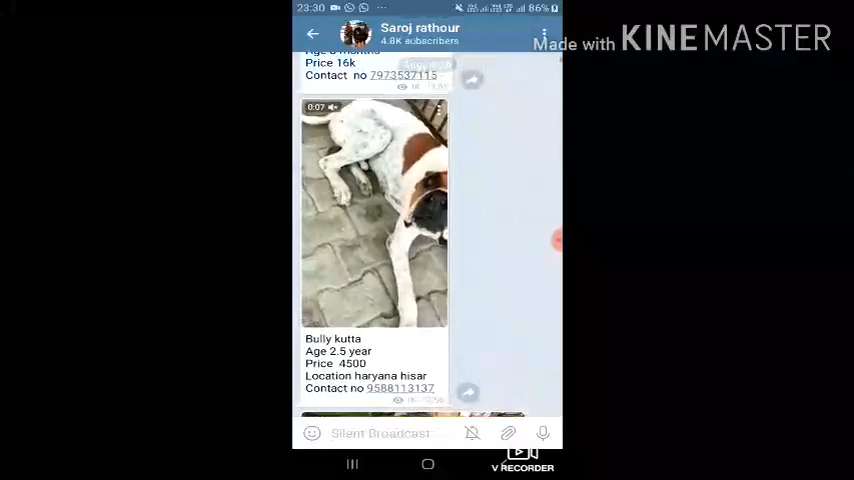 23:30
86%
Saroj rathour
4.8K subscribers
Made with KINEMASTER
Price 16k
Contact no 7973537115
0:07
Bully kutta
Age 2.5 year
Price 4500
Location haryana hisar
Contact no 9588113137
1K
Silent Broadcast
V RECORDER